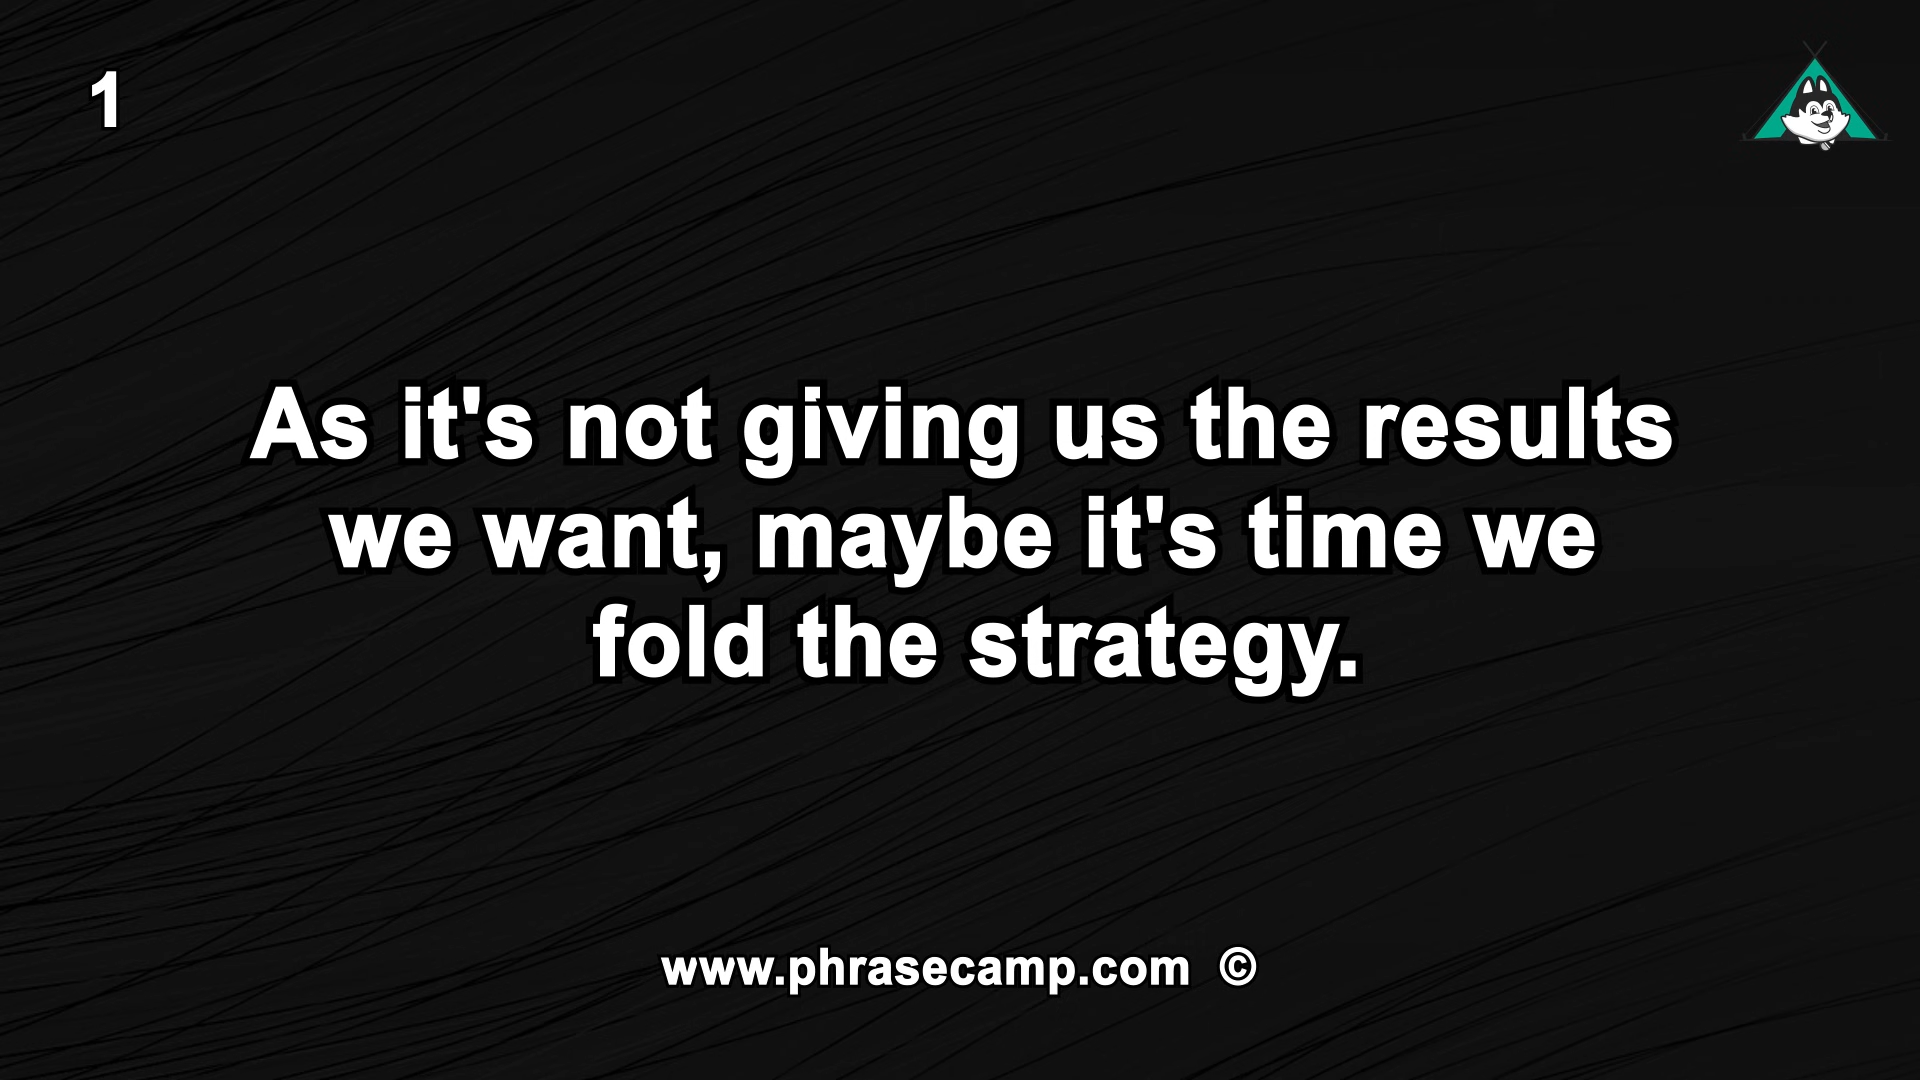 1
As it's not giving us the results
we want, maybe it's time we
fold the strategy.
www.phrasecamp.com ©